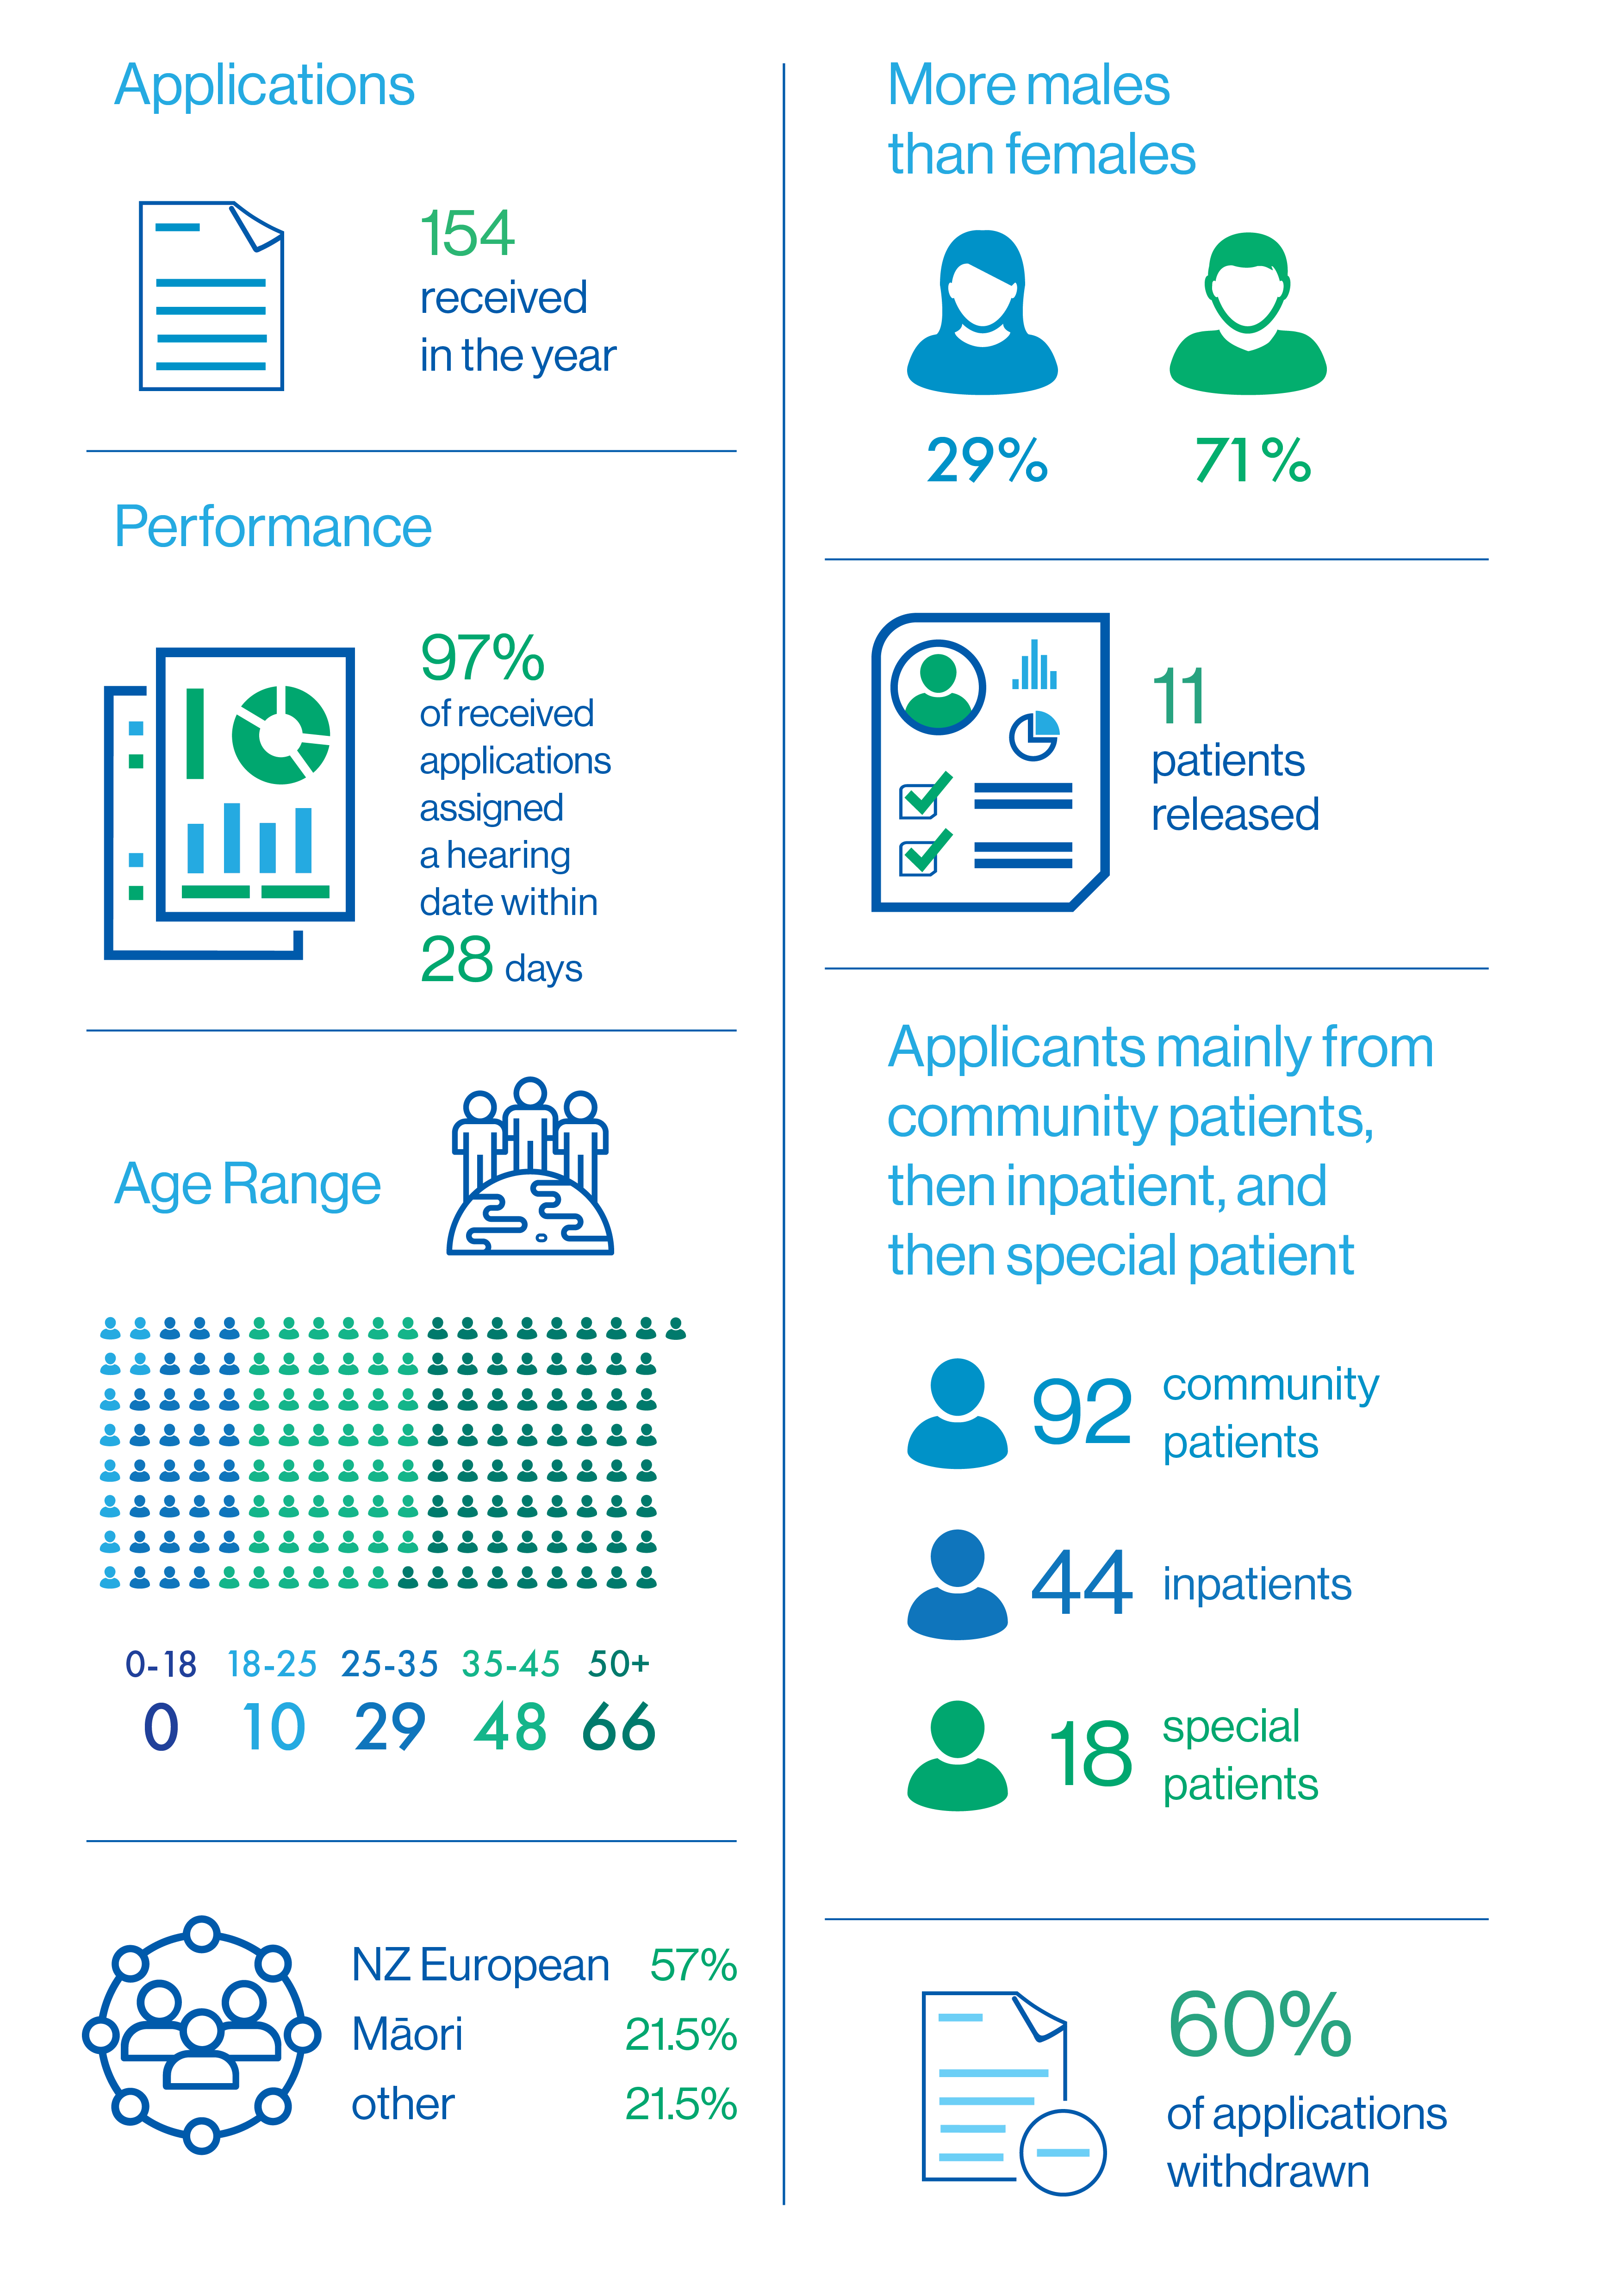 Applications
154
received
in the year
Performance
97%
of received
applications
assigned
a hearing
date within
28 days
Age Range
0-18 18-25 25-35 35-45 50+
0 10 29 48 66
NZ European 57%
Māori 21.5%
other 21.5%
More males
than females
29% 71%
11
patients
released
Applicants mainly from
community patients,
then inpatient, and
then special patient
92 community
patients
44 inpatients
18 special
patients
60%
of applications
withdrawn